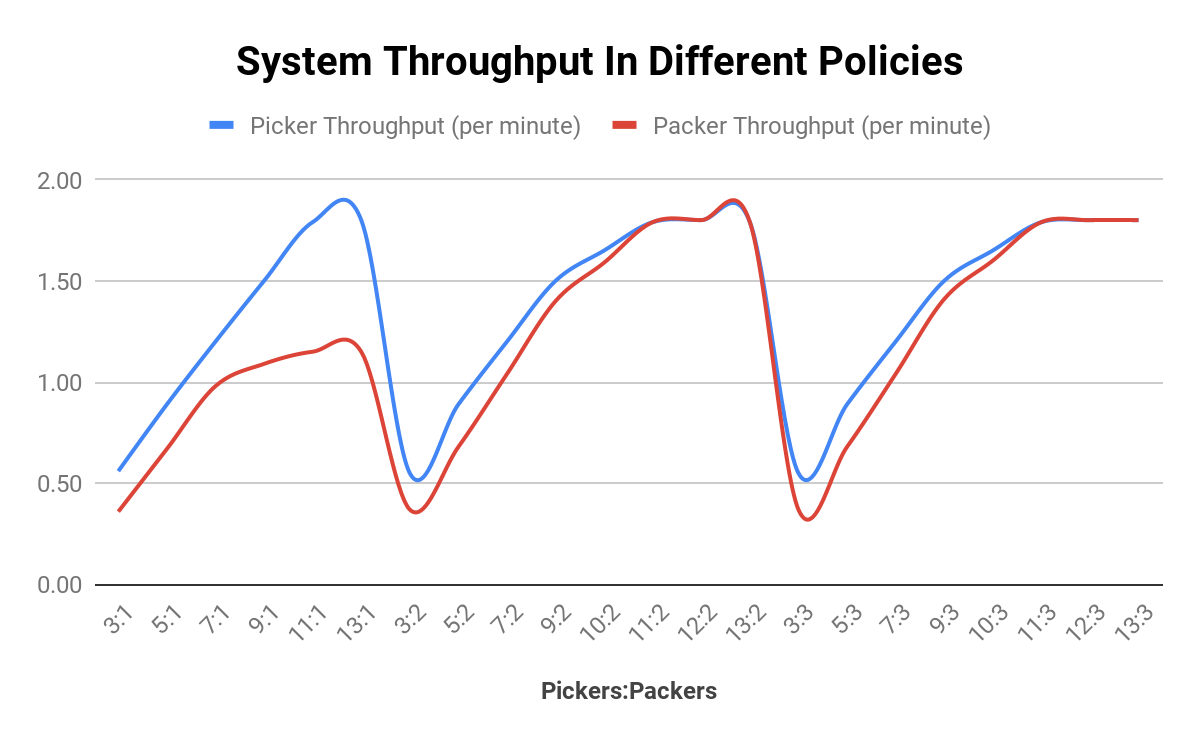 System Throughput In Different Policies
Picker Throughput (per minute) Packer Throughput (per minute)
2.00
1.50
1.00
0.50
0.00
3:1 5:1 7:1 9:1 11:1 13:1 3:2 5:2 7:2 9:2 10:2 11:2 12:2 13:2 3:3 5:3 7:3 9:3 10:3 11:3 12:3 13:3
Pickers:Packers